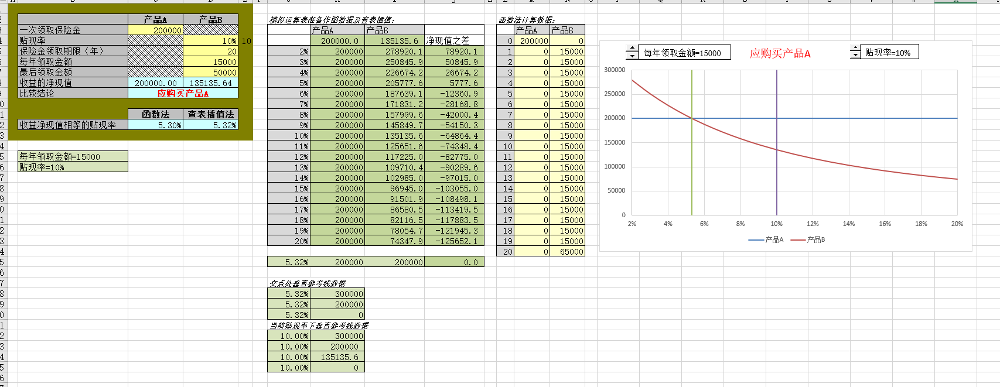 产品A 产品B
一次领取保险金 200000
贴现率 10% 10
保险金领取期限（年） 20
每年领取金额 15000
最后领取金额 50000
收益的净现值 200000.00 135135.64
比较结论 应购买产品A
函数法 查表插值法
收益净现值相等的贴现率 5.30% 5.32%
每年领取金额=15000
贴现率=10%
模拟运算表准备作图数据及查表插值：
产品A 产品B
200000.0 135135.6 净现值之差
2% 200000 278920.1 78920.1
3% 200000 250845.9 50845.9
4% 200000 226674.2 26674.2
5% 200000 205777.6 5777.6
6% 200000 187639.1 -12360.9
7% 200000 171831.2 -28168.8
8% 200000 157999.6 -42000.4
9% 200000 145849.7 -54150.3
10% 200000 135135.6 -64864.4
11% 200000 125651.6 -74348.4
12% 200000 117225.0 -82775.0
13% 200000 109710.4 -90289.6
14% 200000 102985.0 -97015.0
15% 200000 96945.0 -103055.0
16% 200000 91501.9 -108498.1
17% 200000 86580.5 -113419.5
18% 200000 82116.5 -117883.5
19% 200000 78054.7 -121945.3
20% 200000 74347.9 -125652.1
5.32% 200000 200000 0.0
交点处垂直参考线数据
5.32% 300000
5.32% 200000
5.32% 0
当前贴现率下垂直参考线数据
10.00% 300000
10.00% 200000
10.00% 135135.6
10.00% 0
函数法计算数据：
产品A 产品B
0 200000 0
1 0 15000
2 0 15000
3 0 15000
4 0 15000
5 0 15000
6 0 15000
7 0 15000
8 0 15000
9 0 15000
10 0 15000
11 0 15000
12 0 15000
13 0 15000
14 0 15000
15 0 15000
16 0 15000
17 0 15000
18 0 15000
19 0 15000
20 0 65000
每年领取金额=15000 应购买产品A 贴现率=10%
300000
250000
200000
150000
100000
50000
0
2% 4% 6% 8% 10% 12% 14% 16% 18% 20%
产品A 产品B